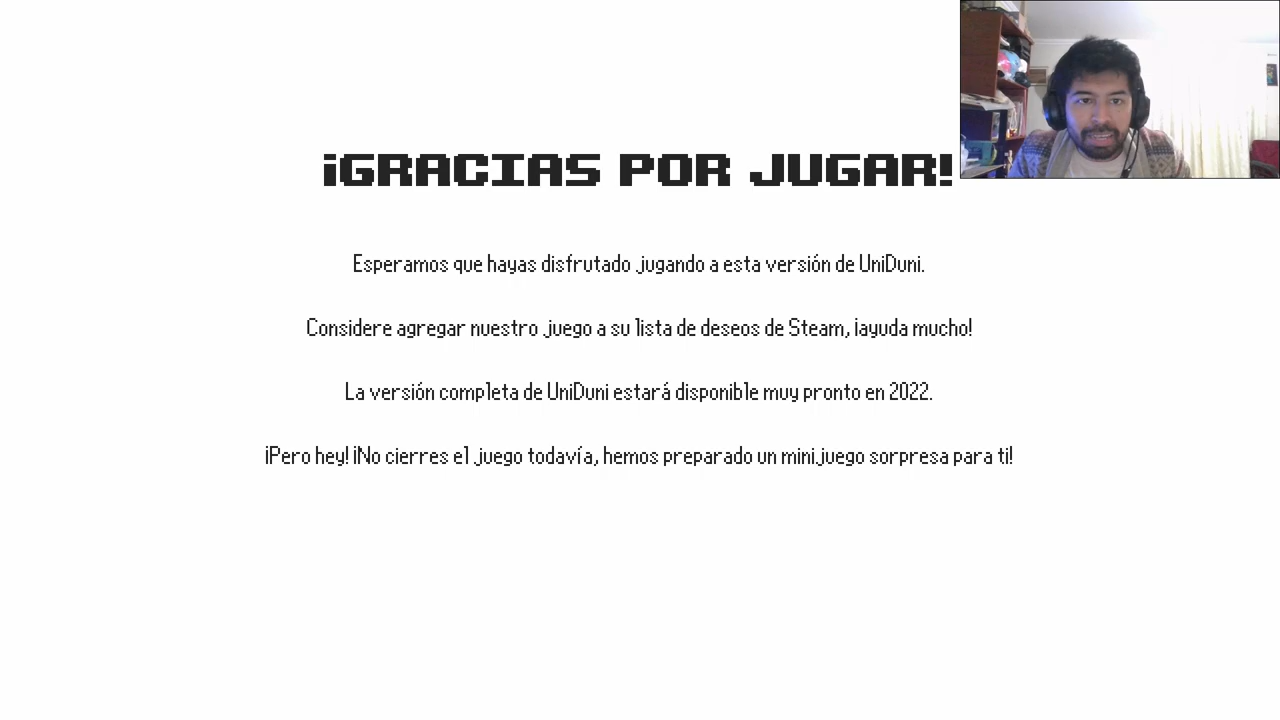 ¡GRACIAS POR JUGAR!
Esperamos que hayas disfrutado jugando a esta versión de UniDuni.
Considere agregar nuestro juego a su lista de deseos de Steam, ¡ayuda mucho!
La versión completa de UniDuni estará disponible muy pronto en 2022.
¡Pero hey! ¡No cierres el juego todavía, hemos preparado un minijuego sorpresa para ti!